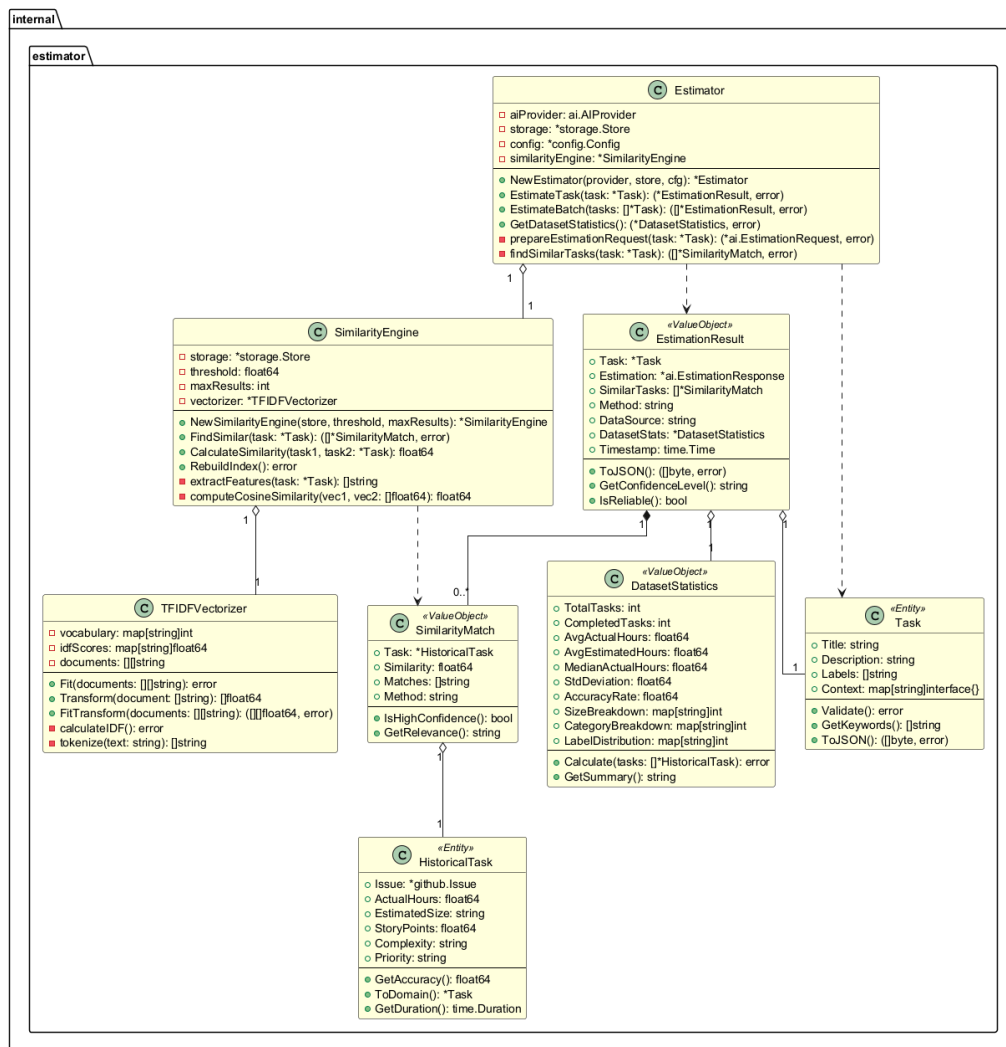 internal
estimator
C Estimator
aiProvider: ai.AIProvider
storage: *storage.Store
config: *config.Config
similarityEngine: *SimilarityEngine
NewEstimator(provider, store, cfg): *Estimator
EstimateTask(task: *Task): (*EstimationResult, error)
EstimateBatch(tasks: []*Task): ([]*EstimationResult, error)
GetDatasetStatistics(): (*DatasetStatistics, error)
prepareEstimationRequest(task: *Task): (*ai.EstimationRequest, error)
findSimilarTasks(task: *Task): ([]*SimilarityMatch, error)
1
1
C SimilarityEngine
storage: *storage.Store
threshold: float64
maxResults: int
vectorizer: *TFIDFVectorizer
NewSimilarityEngine(store, threshold, maxResults): *SimilarityEngine
FindSimilar(task: *Task): ([]*SimilarityMatch, error)
CalculateSimilarity(task1, task2: *Task): float64
RebuildIndex(): error
extractFeatures(task: *Task): []string
computeCosineSimilarity(vec1, vec2: []float64): float64
C «ValueObject»
EstimationResult
Task: *Task
Estimation: *ai.EstimationResponse
SimilarTasks: []*SimilarityMatch
Method: string
DataSource: string
DatasetStats: *DatasetStatistics
Timestamp: time.Time
ToJSON(): ([]byte, error)
GetConfidenceLevel(): string
IsReliable(): bool
1
1
1
1
1
1
0..*
1
C TFIDFVectorizer
vocabulary: map[string]int
idfScores: map[string]float64
documents: [][]string
Fit(documents: [][]string): error
Transform(document: []string): []float64
FitTransform(documents: [][]string): ([][]float64, error)
calculateIDF(): error
tokenize(text: string): []string
C «ValueObject»
SimilarityMatch
Task: *HistoricalTask
Similarity: float64
Matches: []string
Method: string
IsHighConfidence(): bool
GetRelevance(): string
C «ValueObject»
DatasetStatistics
TotalTasks: int
CompletedTasks: int
AvgActualHours: float64
AvgEstimatedHours: float64
MedianActualHours: float64
StdDeviation: float64
AccuracyRate: float64
SizeBreakdown: map[string]int
CategoryBreakdown: map[string]int
LabelDistribution: map[string]int
Calculate(tasks: []*HistoricalTask): error
GetSummary(): string
C «Entity»
Task
Title: string
Description: string
Labels: []string
Context: map[string]interface{}
Validate(): error
GetKeywords(): []string
ToJSON(): ([]byte, error)
1
1
C «Entity»
HistoricalTask
Issue: *github.Issue
ActualHours: float64
EstimatedSize: string
StoryPoints: float64
Complexity: string
Priority: string
GetAccuracy(): float64
ToDomain(): *Task
GetDuration(): time.Duration